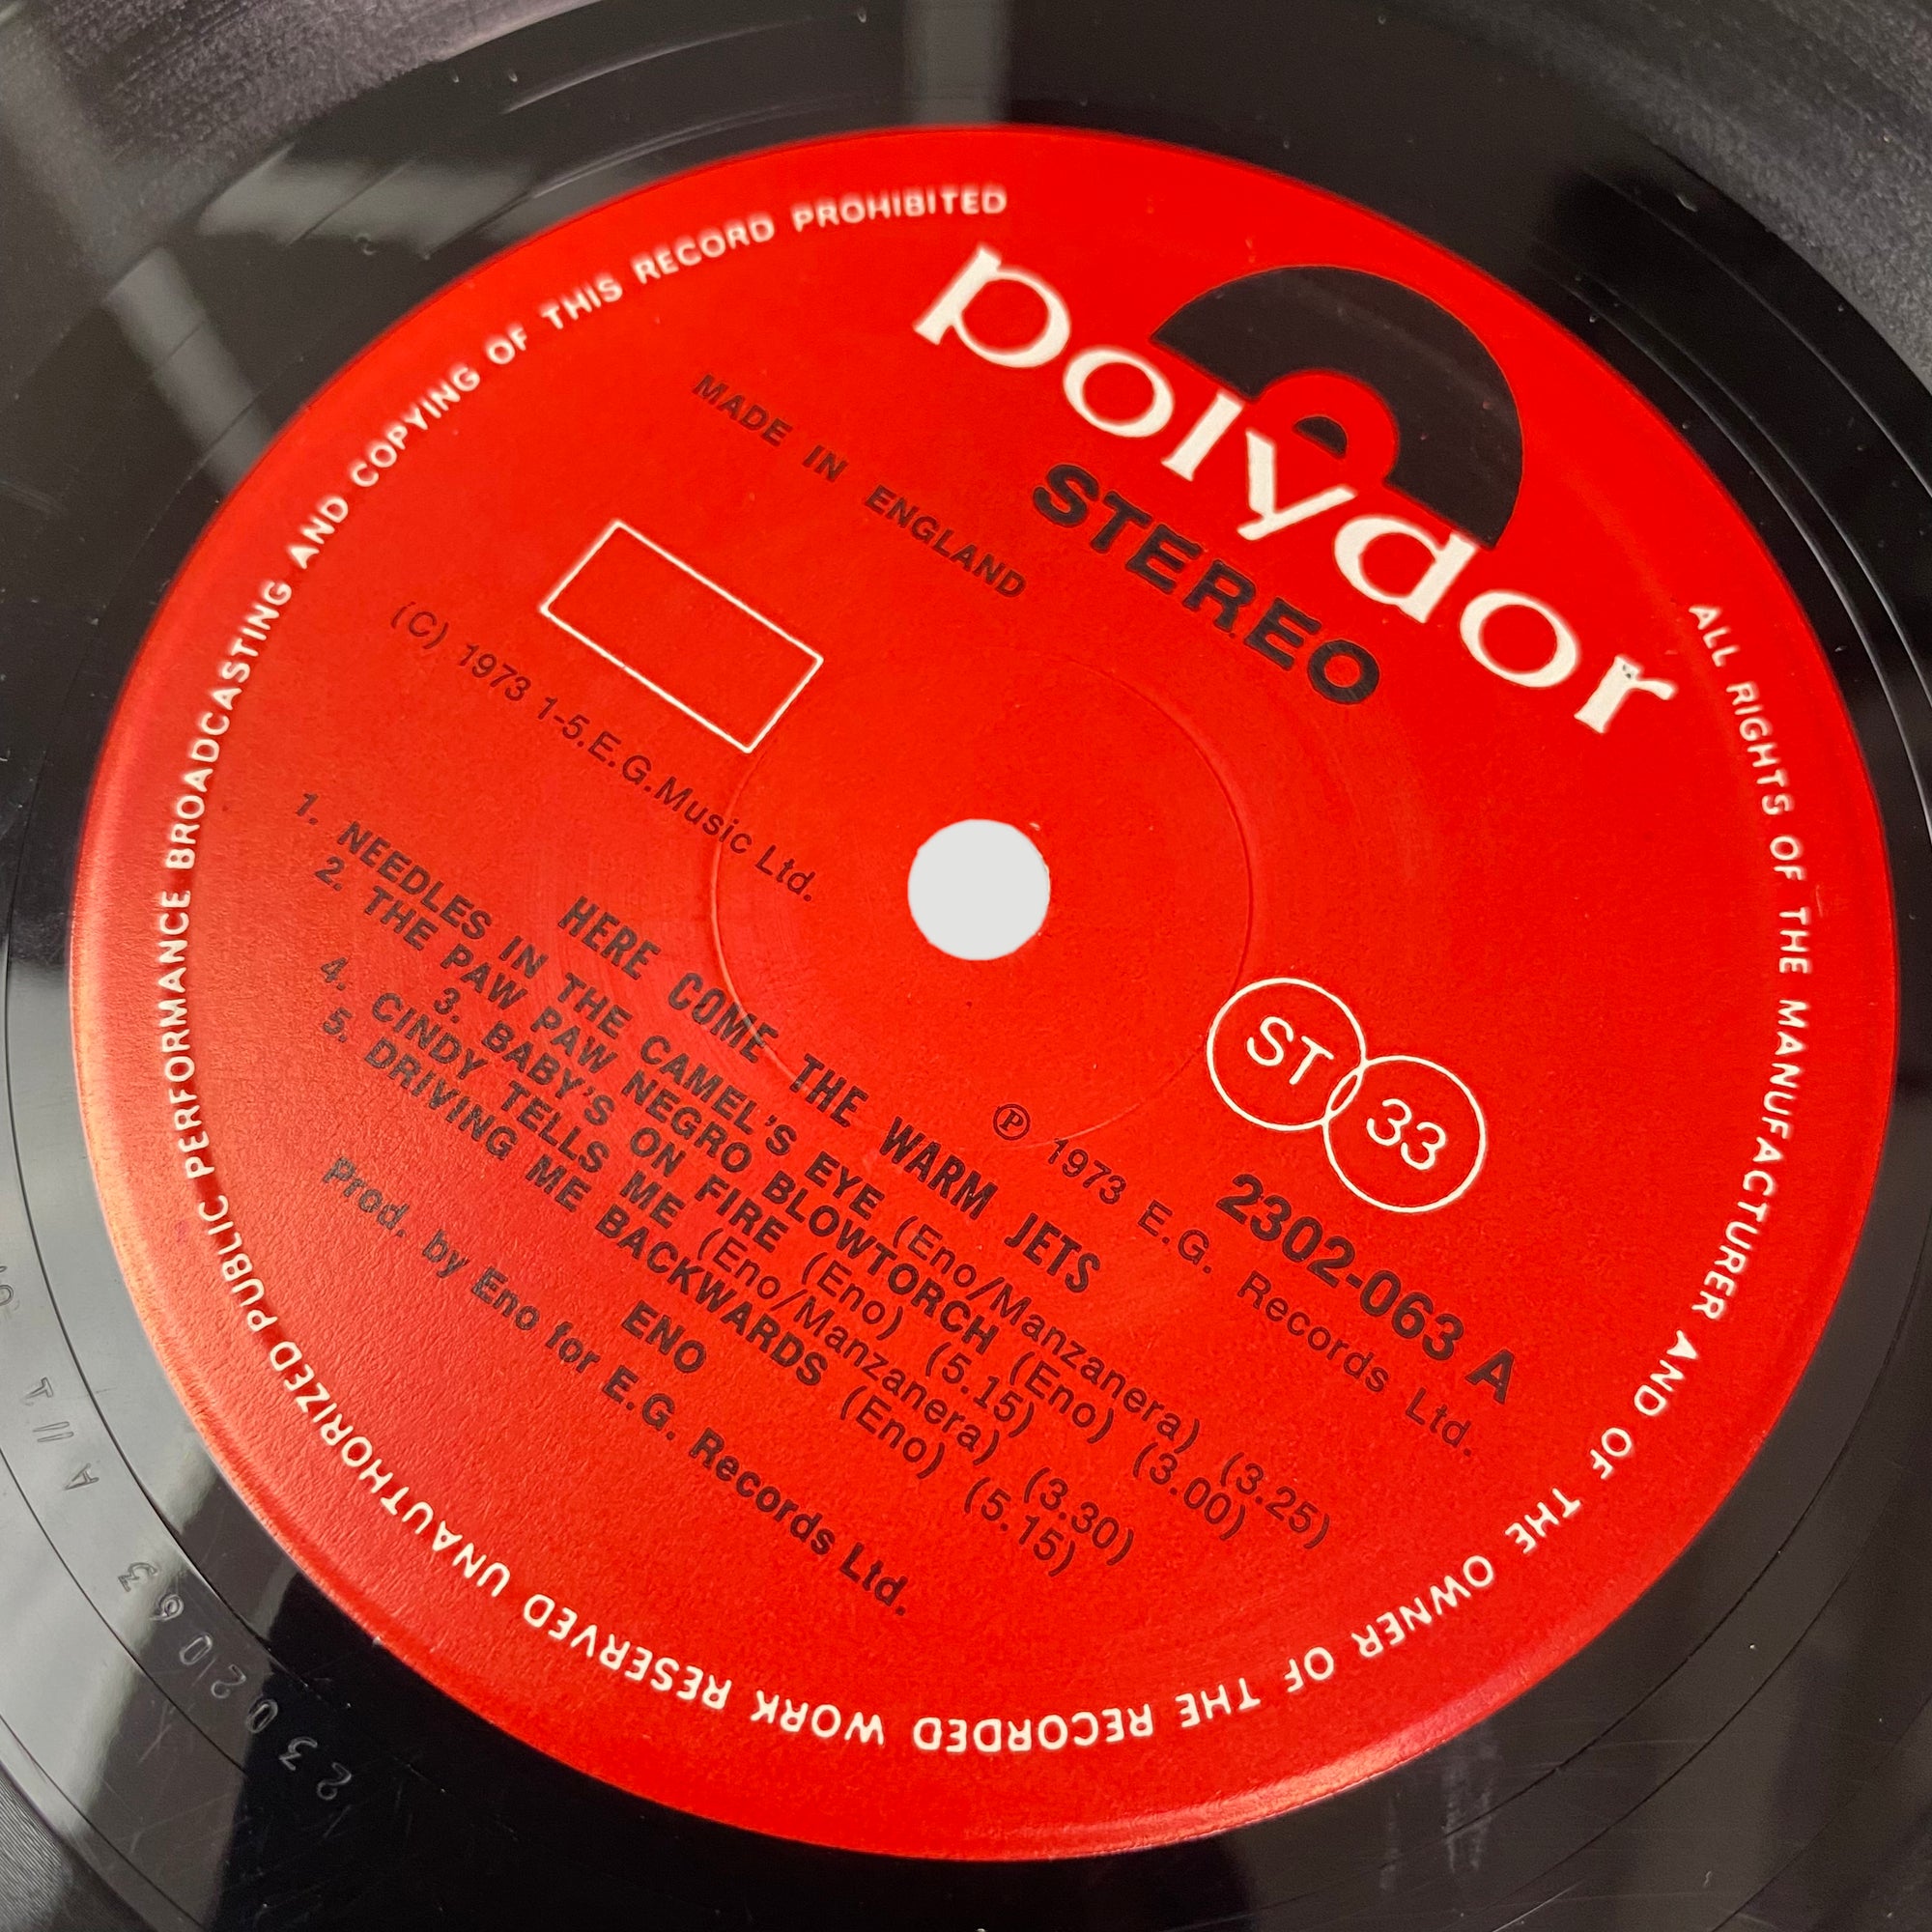 polydor
STEREO
MADE IN ENGLAND
(C) 1973 1-5.E.G.Music Ltd.
ST 33
2302-063 A
Ⓟ 1973 E.G. Records Ltd.
HERE COME THE WARM JETS
1. NEEDLES IN THE CAMEL'S EYE (Eno/Manzanera) (3.25)
2. THE PAW PAW NEGRO BLOWTORCH (Eno) (3.00)
3. BABY'S ON FIRE (Eno) (5.15)
4. CINDY TELLS ME (Eno/Manzanera) (3.30)
5. DRIVING ME BACKWARDS (Eno) (5.15)
ENO
Prod. by Eno for E.G. Records Ltd.
ALL RIGHTS OF THE MANUFACTURER AND OF THE OWNER OF THE RECORDED WORK RESERVED UNAUTHORIZED PUBLIC PERFORMANCE BROADCASTING AND COPYING OF THIS RECORD PROHIBITED
2302063 A//1